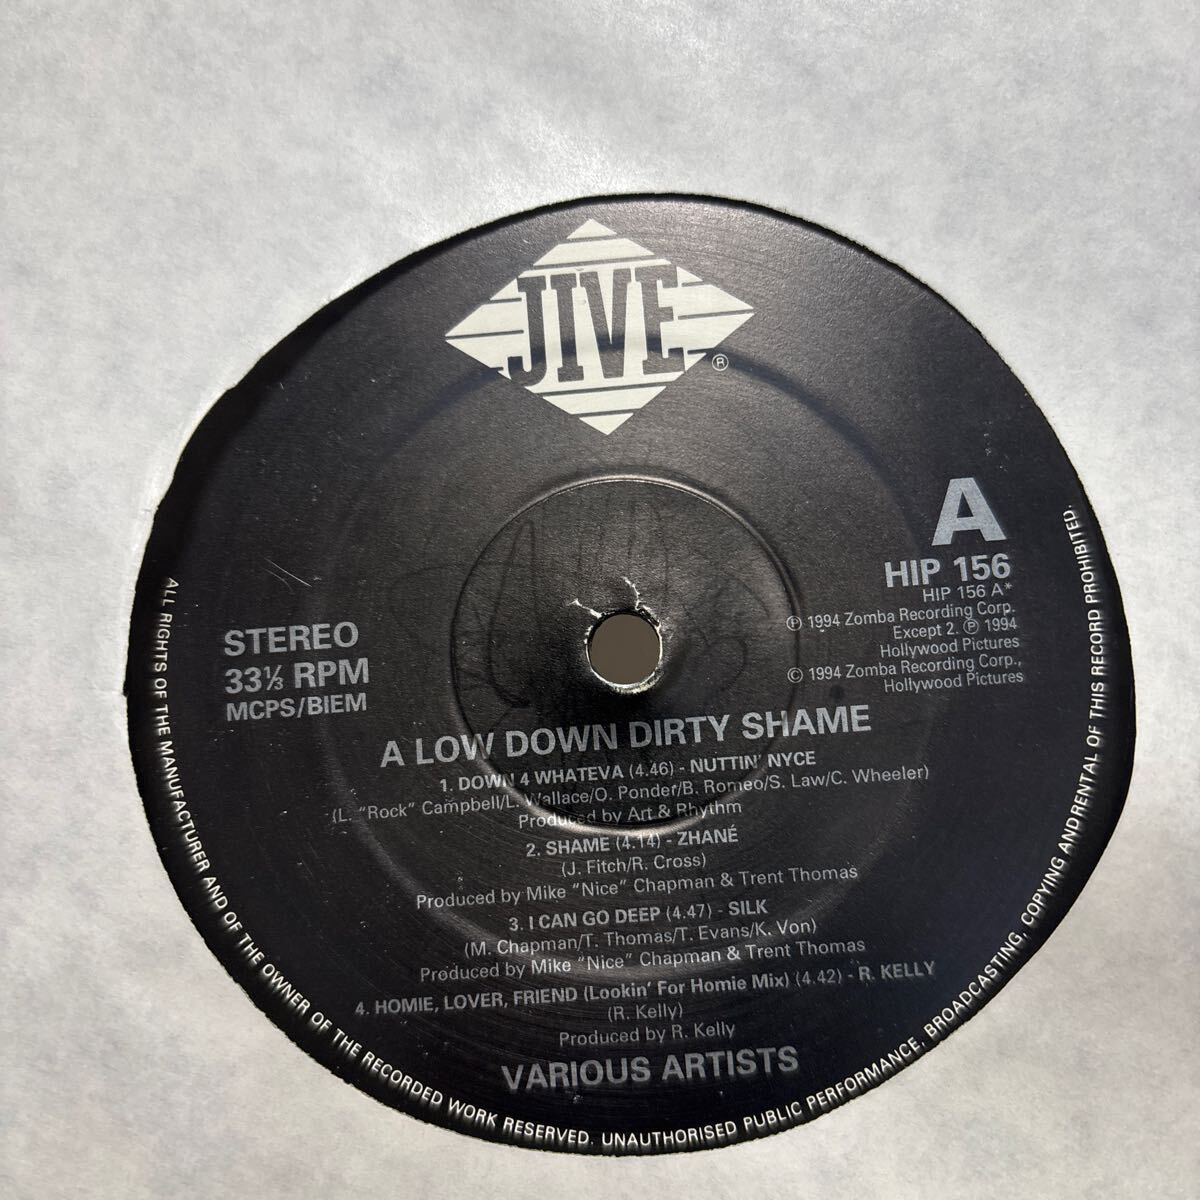 JIVE
®
A
HIP 156
HIP 156 A*
℗ 1994 Zomba Recording Corp.
Except 2. ℗ 1994
Hollywood Pictures
© 1994 Zomba Recording Corp.,
Hollywood Pictures
STEREO
33⅓ RPM
MCPS/BIEM
A LOW DOWN DIRTY SHAME
1. DOWN 4 WHATEVA (4.46) - NUTTIN' NYCE
(L. "Rock" Campbell/L. Wallace/O. Ponder/B. Romeo/S. Law/C. Wheeler)
Produced by Art & Rhythm
2. SHAME (4.14) - ZHANÉ
(J. Fitch/R. Cross)
Produced by Mike "Nice" Chapman & Trent Thomas
3. I CAN GO DEEP (4.47) - SILK
(M. Chapman/T. Thomas/T. Evans/K. Von)
Produced by Mike "Nice" Chapman & Trent Thomas
4. HOMIE, LOVER, FRIEND (Lookin' For Homie Mix) (4.42) - R. KELLY
(R. Kelly)
Produced by R. Kelly
VARIOUS ARTISTS
ALL RIGHTS OF THE MANUFACTURER AND OF THE OWNER OF THE RECORDED WORK RESERVED. UNAUTHORISED PUBLIC PERFORMANCE, BROADCASTING, COPYING ANDRENTAL OF THIS RECORD PROHIBITED.